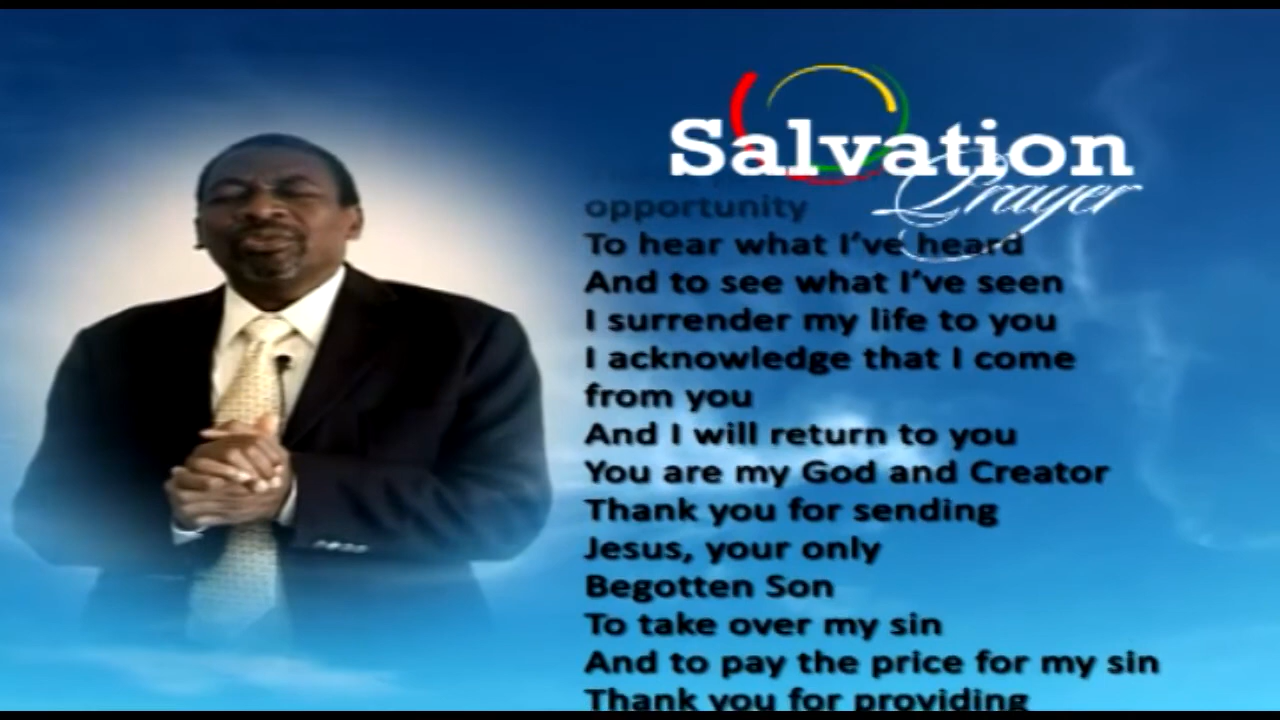 Salvation
Prayer
opportunity
To hear what I've heard
And to see what I've seen
I surrender my life to you
I acknowledge that I come
from you
And I will return to you
You are my God and Creator
Thank you for sending
Jesus, your only
Begotten Son
To take over my sin
And to pay the price for my sin
Thank you for providing